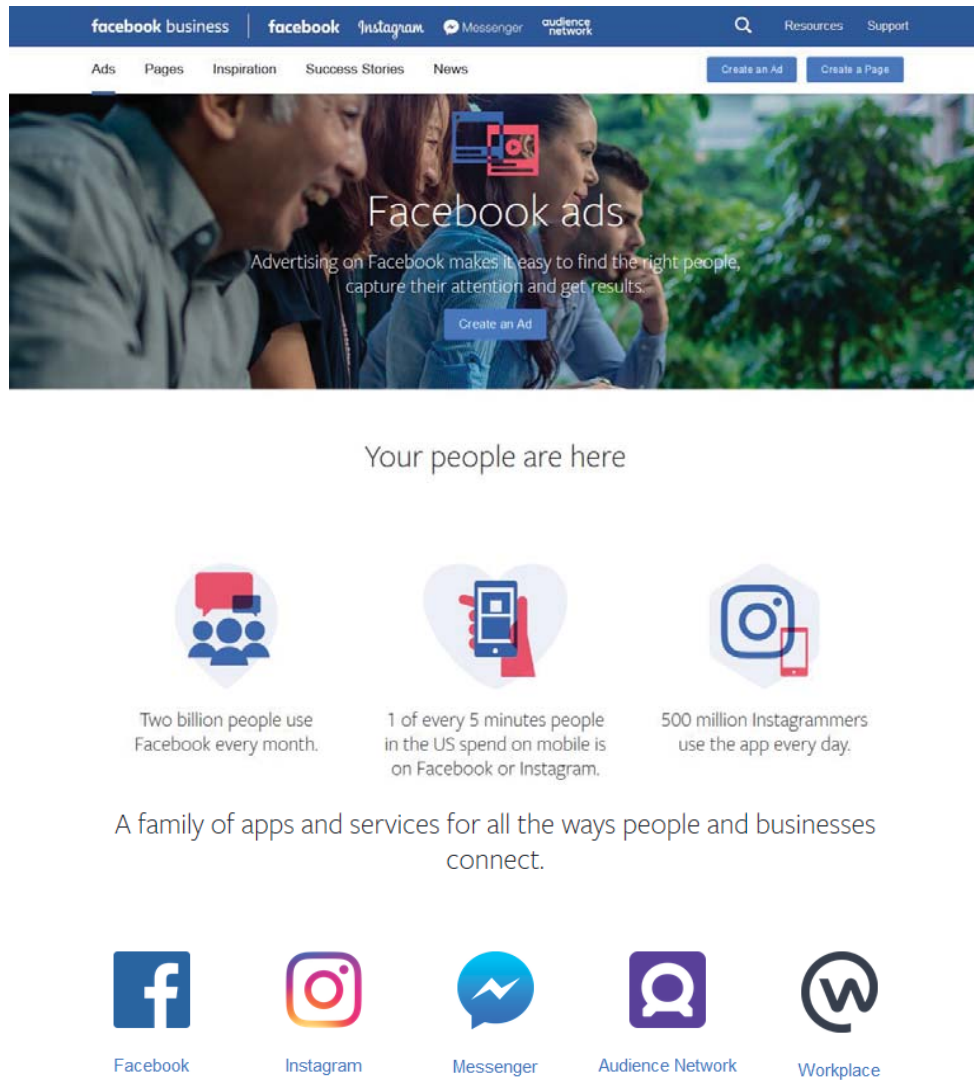 facebook business facebook Instagram Messenger audience network Resources Support
Ads Pages Inspiration Success Stories News Create an Ad Create a Page
Facebook ads
Advertising on Facebook makes it easy to find the right people,
capture their attention and get results.
Create an Ad
Your people are here
Two billion people use
Facebook every month.
1 of every 5 minutes people
in the US spend on mobile is
on Facebook or Instagram.
500 million Instagrammers
use the app every day.
A family of apps and services for all the ways people and businesses
connect.
Facebook Instagram Messenger Audience Network Workplace